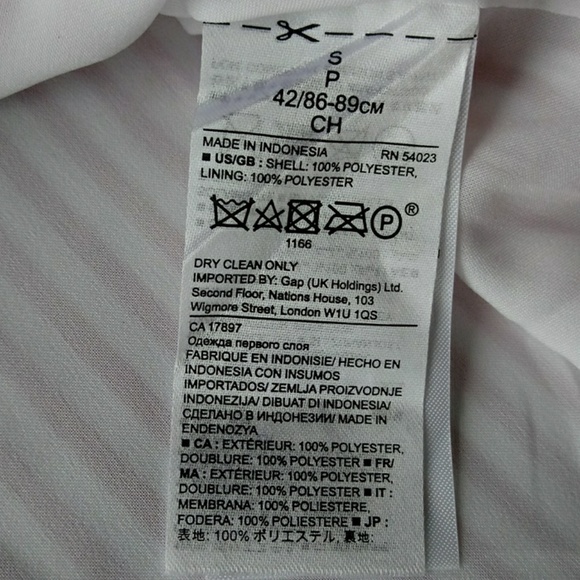 S
P
42/86-89см
CH
MADE IN INDONESIA RN 54023
■ US/GB : SHELL: 100% POLYESTER,
LINING: 100% POLYESTER
P ®
1166
DRY CLEAN ONLY
IMPORTED BY: Gap (UK Holdings) Ltd.
Second Floor, Nations House, 103
Wigmore Street, London W1U 1QS
CA 17897
Одежда первого слоя
FABRIQUE EN INDONISIE/ HECHO EN
INDONESIA CON INSUMOS
IMPORTADOS/ ZEMLJA PROIZVODNJE
INDONEZIJA/ DIBUAT DI INDONESIA/
СДЕЛАНО В ИНДОНЕЗИИ/ MADE IN
ENDENOZYA
■ CA : EXTÉRIEUR: 100% POLYESTER,
DOUBLURE: 100% POLYESTER ■ FR/
MA : EXTÉRIEUR: 100% POLYESTER,
DOUBLURE: 100% POLYESTER ■ IT :
MEMBRANA: 100% POLIESTERE,
FODERA: 100% POLIESTERE ■ JP :
表地: 100% ポリエステル, 裏地: